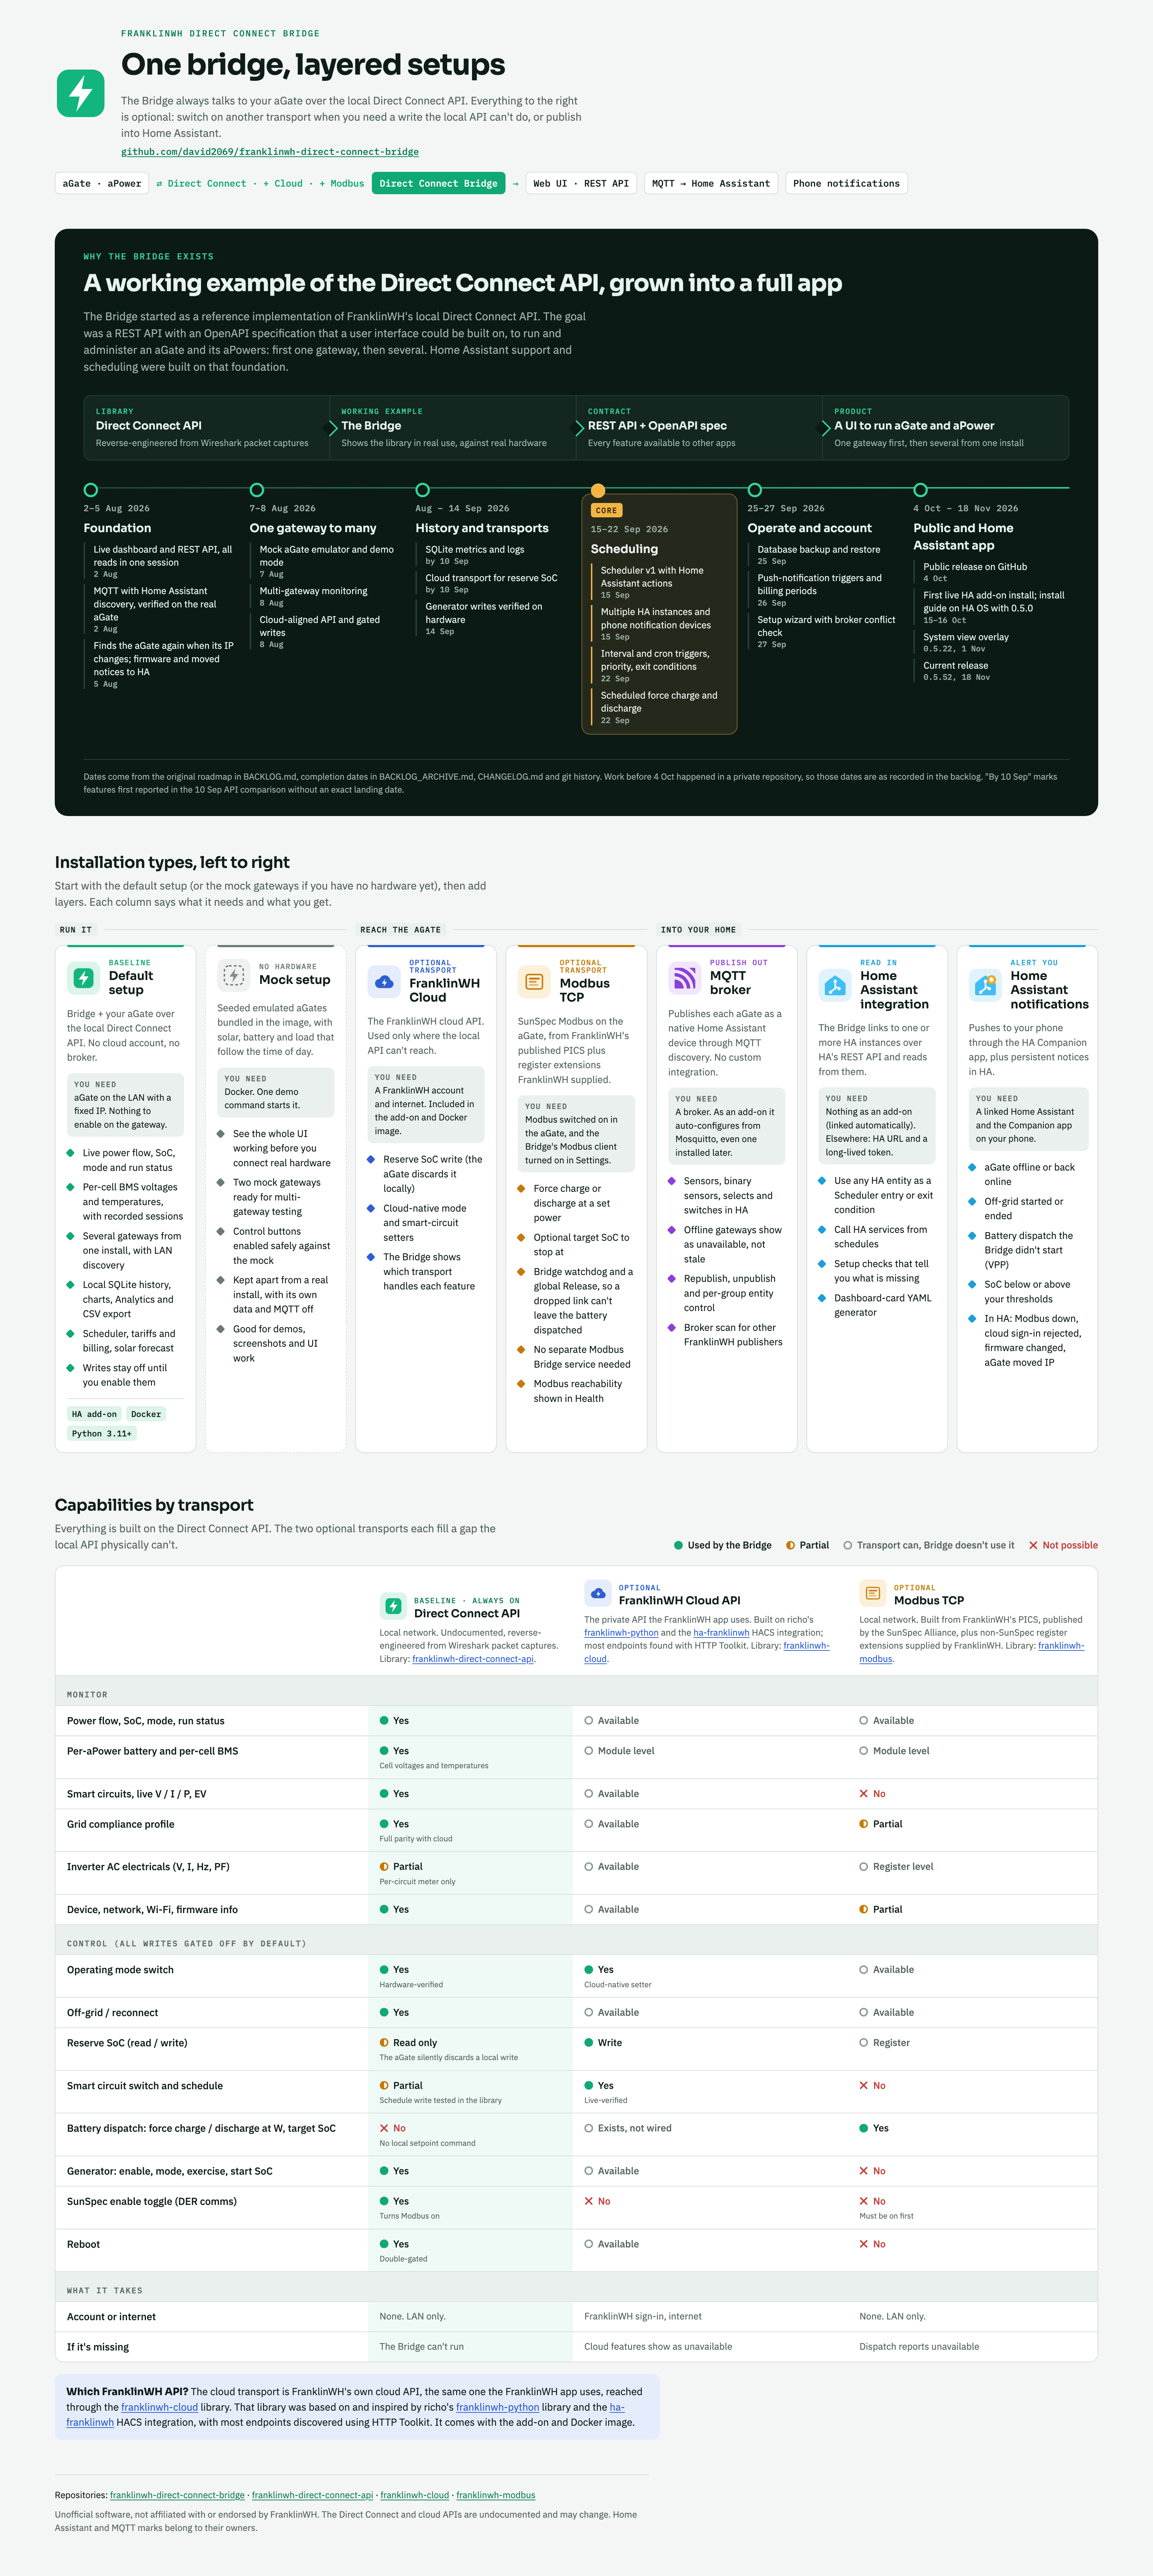 FRANKLINWH DIRECT CONNECT BRIDGE
One bridge, layered setups
The Bridge always talks to your aGate over the local Direct Connect API. Everything to the right
is optional: switch on another transport when you need a write the local API can't do, or publish
into Home Assistant.
github.com/david2069/franklinwh-direct-connect-bridge
aGate · aPower ⇄ Direct Connect · + Cloud · + Modbus Direct Connect Bridge → Web UI · REST API MQTT → Home Assistant Phone notifications
WHY THE BRIDGE EXISTS
A working example of the Direct Connect API, grown into a full app
The Bridge started as a reference implementation of FranklinWH's local Direct Connect API. The goal
was a REST API with an OpenAPI specification that a user interface could be built on, to run and
administer an aGate and its aPowers: first one gateway, then several. Home Assistant support and
scheduling were built on that foundation.
LIBRARY
Direct Connect API
Reverse-engineered from Wireshark packet captures
WORKING EXAMPLE
The Bridge
Shows the library in real use, against real hardware
CONTRACT
REST API + OpenAPI spec
Every feature available to other apps
PRODUCT
A UI to run aGate and aPower
One gateway first, then several from one install
2–5 Aug 2026
Foundation
Live dashboard and REST API, all
reads in one session
2 Aug
MQTT with Home Assistant
discovery, verified on the real
aGate
2 Aug
Finds the aGate again when its IP
changes; firmware and moved
notices to HA
5 Aug
7–8 Aug 2026
One gateway to many
Mock aGate emulator and demo
mode
7 Aug
Multi-gateway monitoring
8 Aug
Cloud-aligned API and gated
writes
8 Aug
Aug – 14 Sep 2026
History and transports
SQLite metrics and logs
by 10 Sep
Cloud transport for reserve SoC
by 10 Sep
Generator writes verified on
hardware
14 Sep
CORE
15–22 Sep 2026
Scheduling
Scheduler v1 with Home
Assistant actions
15 Sep
Multiple HA instances and
phone notification devices
15 Sep
Interval and cron triggers,
priority, exit conditions
22 Sep
Scheduled force charge and
discharge
22 Sep
25–27 Sep 2026
Operate and account
Database backup and restore
25 Sep
Push-notification triggers and
billing periods
26 Sep
Setup wizard with broker conflict
check
27 Sep
4 Oct – 18 Nov 2026
Public and Home
Assistant app
Public release on GitHub
4 Oct
First live HA add-on install; install
guide on HA OS with 0.5.0
15–16 Oct
System view overlay
0.5.22, 1 Nov
Current release
0.5.52, 18 Nov
Dates come from the original roadmap in BACKLOG.md, completion dates in BACKLOG_ARCHIVE.md, CHANGELOG.md and git history. Work before 4 Oct happened in a private repository, so those dates are as recorded in the backlog. "By 10 Sep" marks
features first reported in the 10 Sep API comparison without an exact landing date.
Installation types, left to right
Start with the default setup (or the mock gateways if you have no hardware yet), then add
layers. Each column says what it needs and what you get.
RUN IT
REACH THE AGATE
INTO YOUR HOME
BASELINE
Default
setup
Bridge + your aGate over
the local Direct Connect
API. No cloud account, no
broker.
YOU NEED
aGate on the LAN with a
fixed IP. Nothing to
enable on the gateway.
Live power flow, SoC,
mode and run status
Per-cell BMS voltages
and temperatures,
with recorded sessions
Several gateways from
one install, with LAN
discovery
Local SQLite history,
charts, Analytics and
CSV export
Scheduler, tariffs and
billing, solar forecast
Writes stay off until
you enable them
HA add-on Docker
Python 3.11+
NO HARDWARE
Mock setup
Seeded emulated aGates
bundled in the image, with
solar, battery and load that
follow the time of day.
YOU NEED
Docker. One demo
command starts it.
See the whole UI
working before you
connect real hardware
Two mock gateways
ready for multi-
gateway testing
Control buttons
enabled safely against
the mock
Kept apart from a real
install, with its own
data and MQTT off
Good for demos,
screenshots and UI
work
OPTIONAL
TRANSPORT
FranklinWH
Cloud
The FranklinWH cloud API.
Used only where the local
API can't reach.
YOU NEED
A FranklinWH account
and internet. Included in
the add-on and Docker
image.
Reserve SoC write (the
aGate discards it
locally)
Cloud-native mode
and smart-circuit
setters
The Bridge shows
which transport
handles each feature
OPTIONAL
TRANSPORT
Modbus
TCP
SunSpec Modbus on the
aGate, from FranklinWH's
published PICS plus
register extensions
FranklinWH supplied.
YOU NEED
Modbus switched on in
the aGate, and the
Bridge's Modbus client
turned on in Settings.
Force charge or
discharge at a set
power
Optional target SoC to
stop at
Bridge watchdog and a
global Release, so a
dropped link can't
leave the battery
dispatched
No separate Modbus
Bridge service needed
Modbus reachability
shown in Health
PUBLISH OUT
MQTT
broker
Publishes each aGate as a
native Home Assistant
device through MQTT
discovery. No custom
integration.
YOU NEED
A broker. As an add-on it
auto-configures from
Mosquitto, even one
installed later.
Sensors, binary
sensors, selects and
switches in HA
Offline gateways show
as unavailable, not
stale
Republish, unpublish
and per-group entity
control
Broker scan for other
FranklinWH publishers
READ IN
Home
Assistant
integration
The Bridge links to one or
more HA instances over
HA's REST API and reads
from them.
YOU NEED
Nothing as an add-on
(linked automatically).
Elsewhere: HA URL and a
long-lived token.
Use any HA entity as a
Scheduler entry or exit
condition
Call HA services from
schedules
Setup checks that tell
you what is missing
Dashboard-card YAML
generator
ALERT YOU
Home
Assistant
notifications
Pushes to your phone
through the HA Companion
app, plus persistent notices
in HA.
YOU NEED
A linked Home Assistant
and the Companion app
on your phone.
aGate offline or back
online
Off-grid started or
ended
Battery dispatch the
Bridge didn't start
(VPP)
SoC below or above
your thresholds
In HA: Modbus down,
cloud sign-in rejected,
firmware changed,
aGate moved IP
Capabilities by transport
Everything is built on the Direct Connect API. The two optional transports each fill a gap the
local API physically can't.
Used by the Bridge Partial Transport can, Bridge doesn't use it Not possible
BASELINE · ALWAYS ON
Direct Connect API
Local network. Undocumented, reverse-
engineered from Wireshark packet captures.
Library: franklinwh-direct-connect-api.
OPTIONAL
FranklinWH Cloud API
The private API the FranklinWH app uses. Built on richo's
franklinwh-python and the ha-franklinwh HACS integration;
most endpoints found with HTTP Toolkit. Library: franklinwh-
cloud.
OPTIONAL
Modbus TCP
Local network. Built from FranklinWH's PICS, published
by the SunSpec Alliance, plus non-SunSpec register
extensions supplied by FranklinWH. Library: franklinwh-
modbus.
MONITOR
Power flow, SoC, mode, run status Yes Available Available
Per-aPower battery and per-cell BMS Yes Module level Module level
Cell voltages and temperatures
Smart circuits, live V / I / P, EV Yes Available No
Grid compliance profile Yes Available Partial
Full parity with cloud
Inverter AC electricals (V, I, Hz, PF) Partial Available Register level
Per-circuit meter only
Device, network, Wi-Fi, firmware info Yes Available Partial
CONTROL (ALL WRITES GATED OFF BY DEFAULT)
Operating mode switch Yes Yes Available
Hardware-verified Cloud-native setter
Off-grid / reconnect Yes Available Available
Reserve SoC (read / write) Read only Write Register
The aGate silently discards a local write
Smart circuit switch and schedule Partial Yes No
Schedule write tested in the library Live-verified
Battery dispatch: force charge / discharge at W, target SoC No Exists, not wired Yes
No local setpoint command
Generator: enable, mode, exercise, start SoC Yes Available No
SunSpec enable toggle (DER comms) Yes No No
Turns Modbus on Must be on first
Reboot Yes Available No
Double-gated
WHAT IT TAKES
Account or internet None. LAN only. FranklinWH sign-in, internet None. LAN only.
If it's missing The Bridge can't run Cloud features show as unavailable Dispatch reports unavailable
Which FranklinWH API? The cloud transport is FranklinWH's own cloud API, the same one the FranklinWH app uses, reached
through the franklinwh-cloud library. That library was based on and inspired by richo's franklinwh-python library and the ha-
franklinwh HACS integration, with most endpoints discovered using HTTP Toolkit. It comes with the add-on and Docker image.
Repositories: franklinwh-direct-connect-bridge · franklinwh-direct-connect-api · franklinwh-cloud · franklinwh-modbus
Unofficial software, not affiliated with or endorsed by FranklinWH. The Direct Connect and cloud APIs are undocumented and may change. Home
Assistant and MQTT marks belong to their owners.